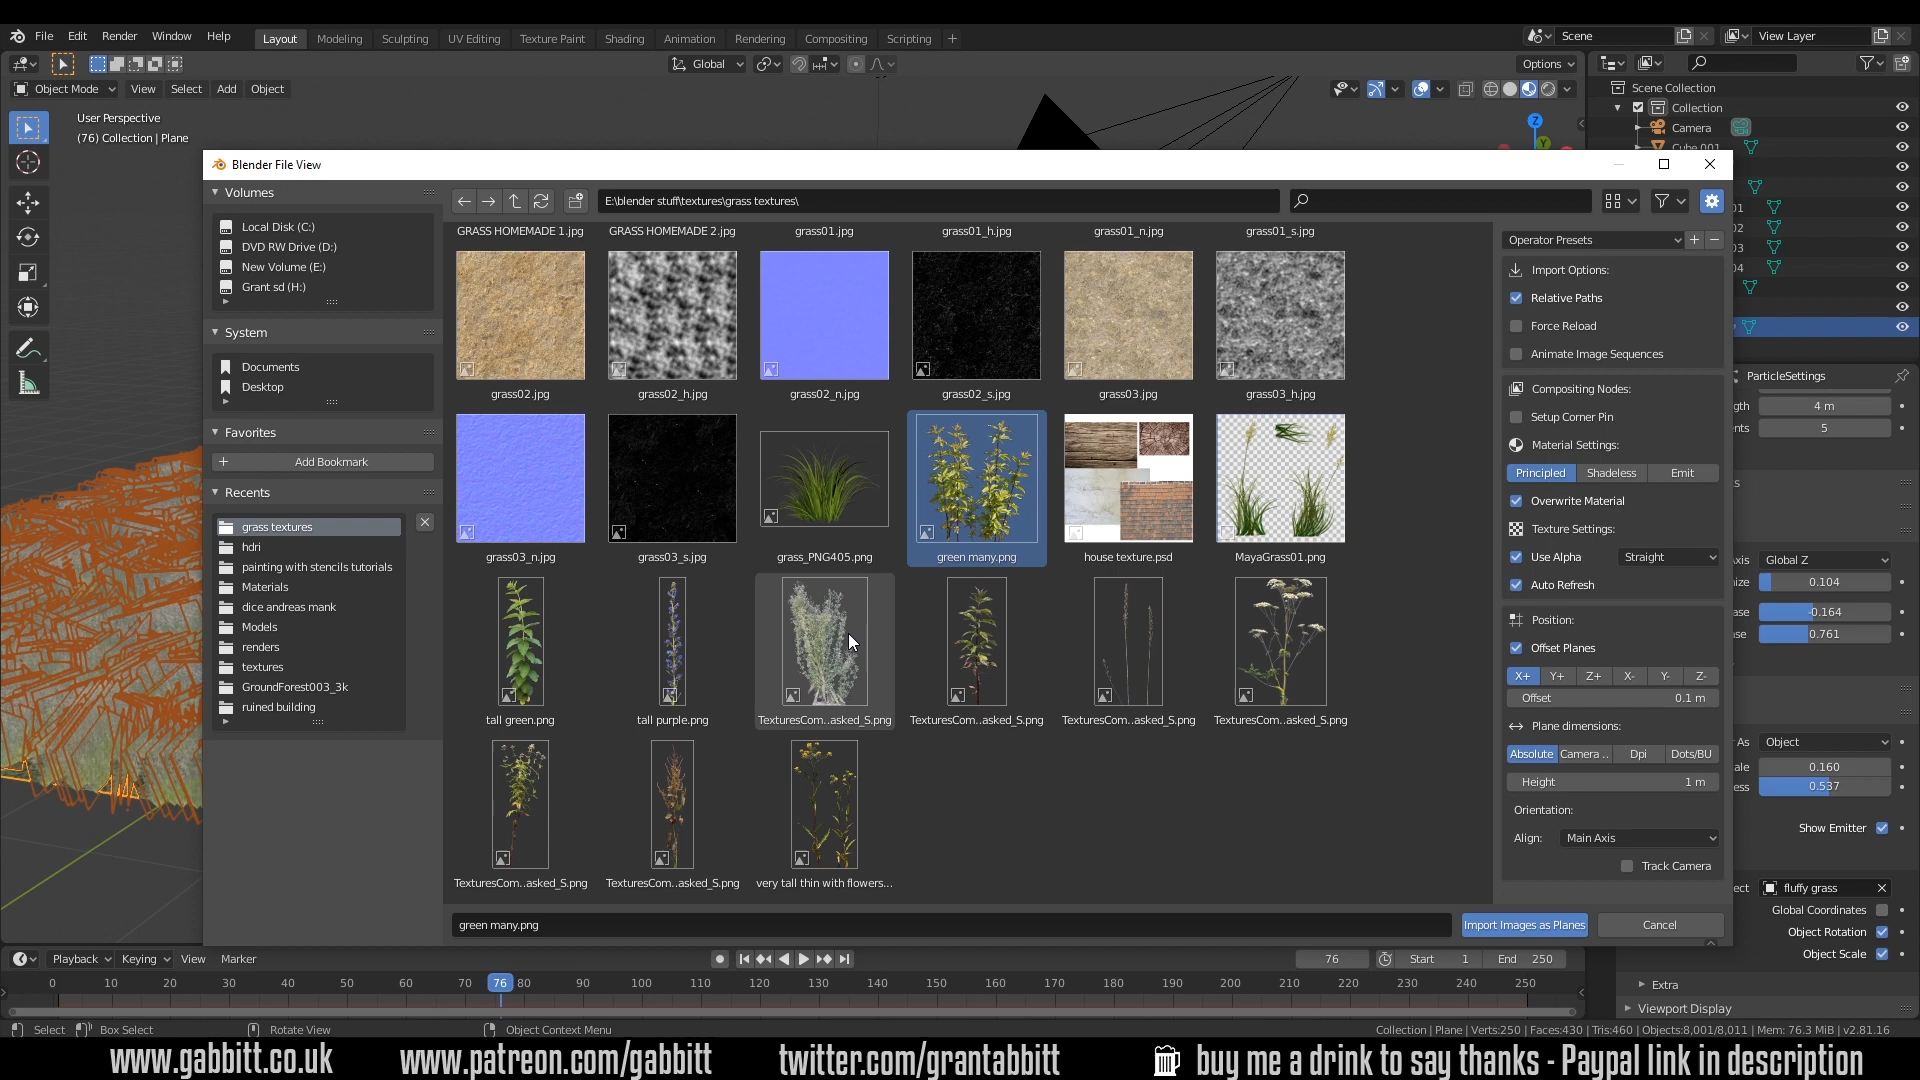 File Edit Render Window Help
Layout Modeling Sculpting UV Editing Texture Paint Shading Animation Rendering Compositing Scripting +
Scene
View Layer
Global
Options
Object Mode View Select Add Object
User Perspective
(76) Collection | Plane
Z
Y
Scene Collection
Collection
Camera
Cube.001
Blender File View
Volumes
Local Disk (C:)
DVD RW Drive (D:)
New Volume (E:)
Grant sd (H:)
System
Documents
Desktop
Favorites
Add Bookmark
Recents
grass textures
hdri
painting with stencils tutorials
Materials
dice andreas mank
Models
renders
textures
GroundForest003_3k
ruined building
E:\blender stuff\textures\grass textures\
GRASS HOMEMADE 1.jpg GRASS HOMEMADE 2.jpg grass01.jpg grass01_h.jpg grass01_n.jpg grass01_s.jpg
grass02.jpg grass02_h.jpg grass02_n.jpg grass02_s.jpg grass03.jpg grass03_h.jpg
grass03_n.jpg grass03_s.jpg grass_PNG405.png green many.png house texture.psd MayaGrass01.png
tall green.png tall purple.png TexturesCom..asked_S.png TexturesCom..asked_S.png TexturesCom..asked_S.png TexturesCom..asked_S.png
TexturesCom..asked_S.png TexturesCom..asked_S.png very tall thin with flowers...
green many.png
Import Images as Planes Cancel
Operator Presets
Import Options:
Relative Paths
Force Reload
Animate Image Sequences
Compositing Nodes:
Setup Corner Pin
Material Settings:
Principled Shadeless Emit
Overwrite Material
Texture Settings:
Use Alpha Straight
Auto Refresh
Position:
Offset Planes
X+ Y+ Z+ X- Y- Z-
Offset 0.1 m
Plane dimensions:
Absolute Camera .. Dpi Dots/BU
Height 1 m
Orientation:
Align: Main Axis
Track Camera
01
02
03
04
ParticleSettings
gth 4 m
nts 5
s
xis Global Z
ize 0.104
ase -0.164
se 0.761
As Object
ale 0.160
ess 0.537
Show Emitter
ect fluffy grass
Global Coordinates
Object Rotation
Object Scale
Extra
Viewport Display
Playback Keying View Marker
76 Start 1 End 250
0 10 20 30 40 50 60 70 76 80 90 100 110 120 130 140 150 160 170 180 190 200 210 220 230 240 250
Select Box Select Rotate View Object Context Menu
Collection | Plane | Verts:250 | Faces:430 | Tris:460 | Objects:8,001/8,011 | Mem: 76.3 MiB | v2.81.16
www.gabbitt.co.uk www.patreon.com/gabbitt twitter.com/grantabbitt buy me a drink to say thanks - Paypal link in description